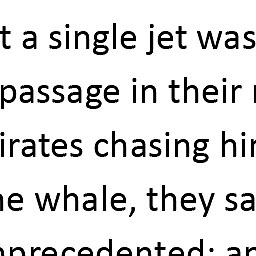 t a single jet was
passage in their
irates chasing hi
he whale, they sa
nprecedented; an